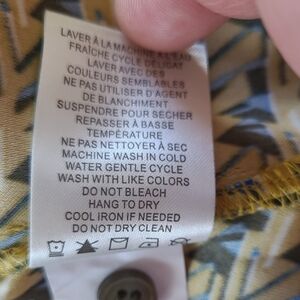 LAVER À LA MACHINE À L'EAU
FRAÎCHE CYCLE DÉLICAT
LAVER AVEC DES
COULEURS SEMBLABLES
NE PAS UTILISER D'AGENT
DE BLANCHIMENT
SUSPENDRE POUR SECHER
REPASSER À BASSE
TEMPÉRATURE
NE PAS NETTOYER À SEC
MACHINE WASH IN COLD
WATER GENTLE CYCLE
WASH WITH LIKE COLORS
DO NOT BLEACH
HANG TO DRY
COOL IRON IF NEEDED
DO NOT DRY CLEAN